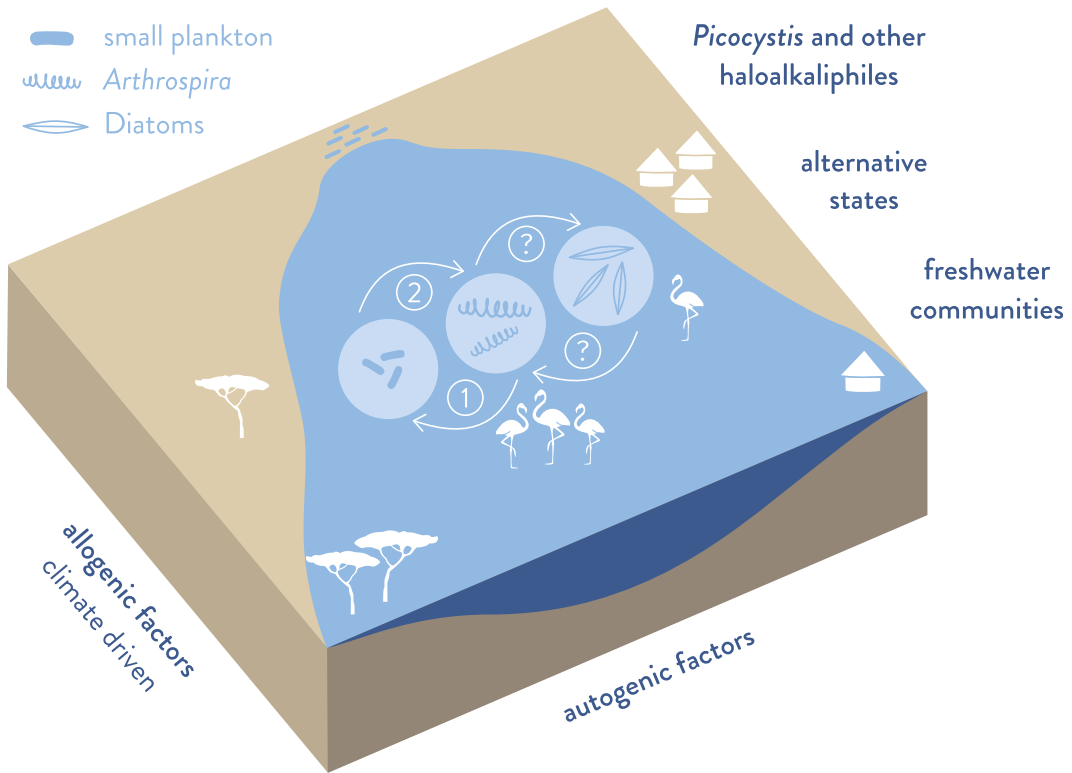 small plankton
Arthrospira
Diatoms
Picocystis and other
haloalkaliphiles
alternative
states
freshwater
communities
?
2
?
1
allogenic factors
climate driven
autogenic factors